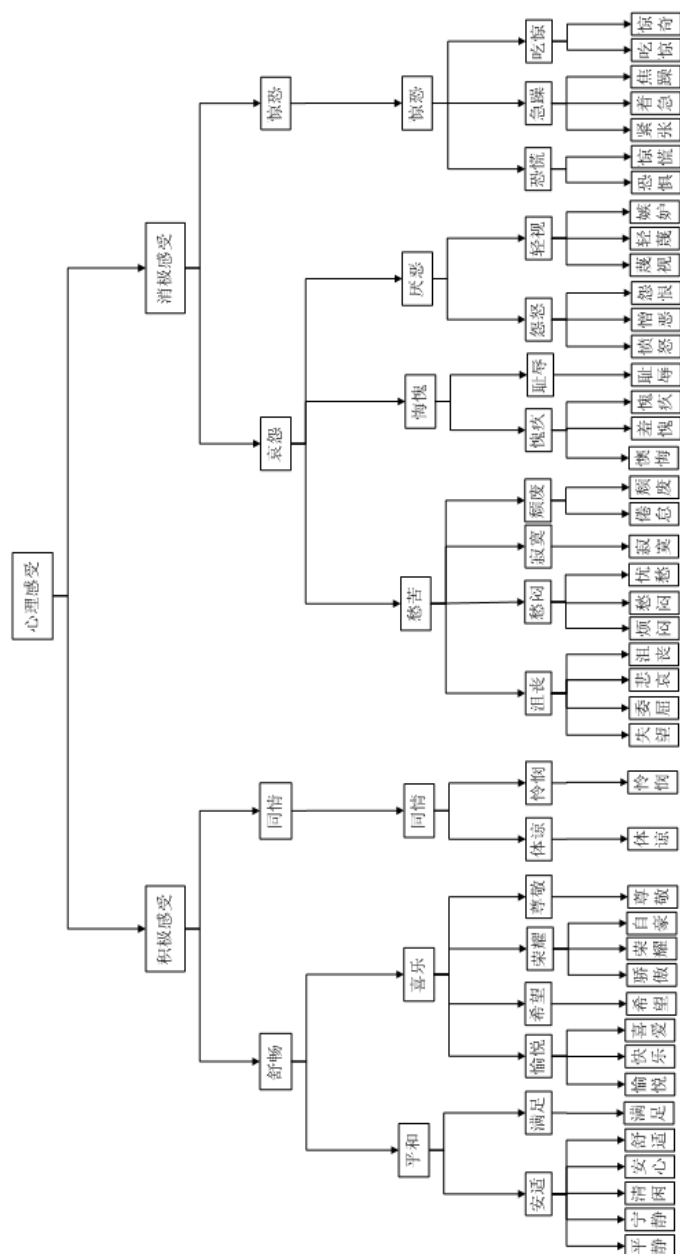 心理感受
积极感受
消极感受
舒畅
同情
哀怨
惊恐
平和
喜乐
同情
愁苦
悔愧
厌恶
惊恐
安适
满足
愉悦
希望
荣耀
尊敬
体谅
怜悯
沮丧
愁闷
寂寞
颓废
愧疚
耻辱
怨怒
轻视
恐慌
急躁
吃惊
平静
宁静
清闲
安心
舒适
满足
愉悦
快乐
喜爱
希望
骄傲
荣耀
自豪
尊敬
体谅
怜悯
失望
委屈
悲哀
沮丧
烦闷
愁闷
忧愁
寂寞
倦怠
颓废
懊悔
羞愧
愧疚
耻辱
愤怒
憎恶
怨恨
蔑视
轻蔑
嫉妒
恐惧
惊慌
紧张
着急
焦躁
吃惊
惊奇